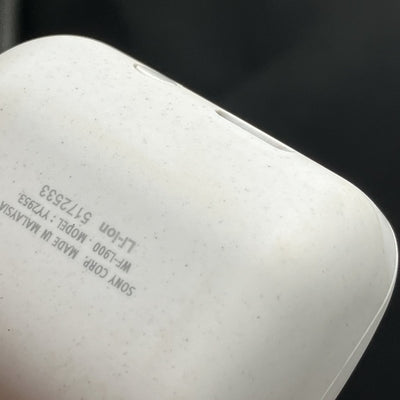 SONY CORP. MADE IN MALAYSIA
WF-L900 · MODEL : YY2953
Li-Ion 5172533